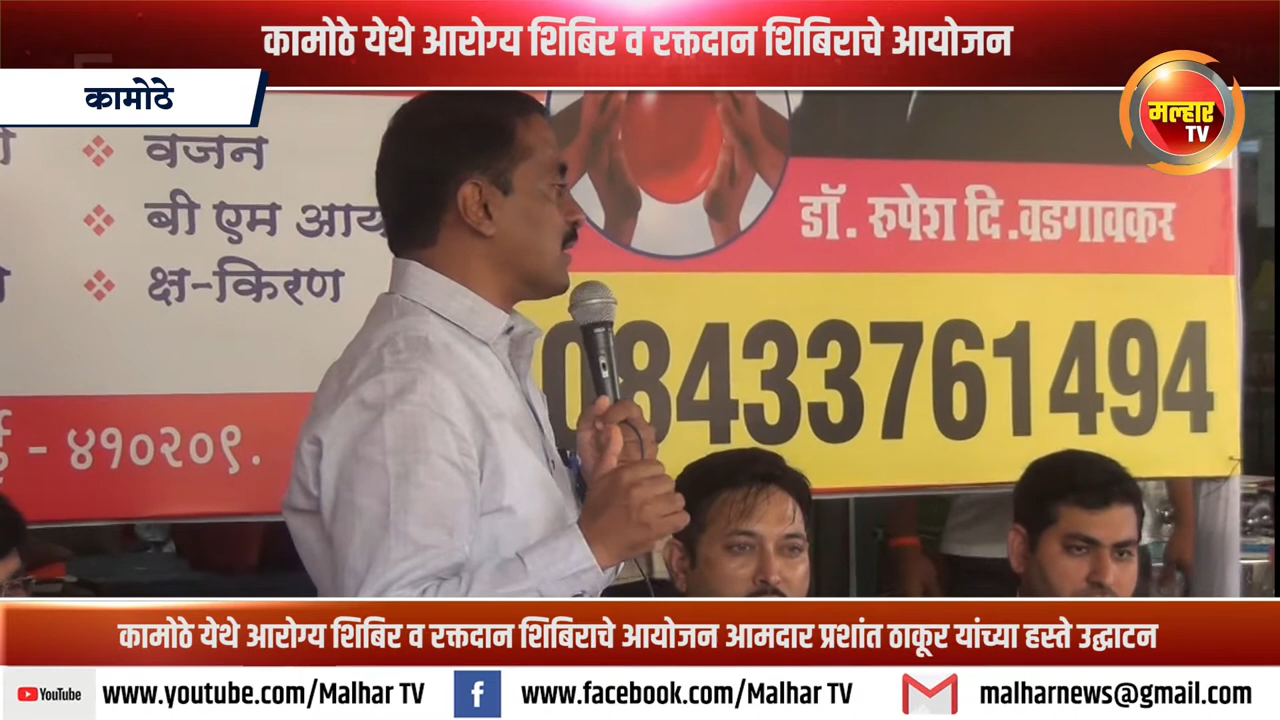 कामोठे येथे आरोग्य शिबिर व रक्तदान शिबिराचे आयोजन
कामोठे
मल्हार
TV
वजन
बी एम आय
क्ष-किरण
डॉ. रुपेश दि.वडगावकर
08433761494
- ४१०२०९.
कामोठे येथे आरोग्य शिबिर व रक्तदान शिबिराचे आयोजन आमदार प्रशांत ठाकूर यांच्या हस्ते उद्घाटन
YouTube
www.youtube.com/Malhar TV
www.facebook.com/Malhar TV
malharnews@gmail.com